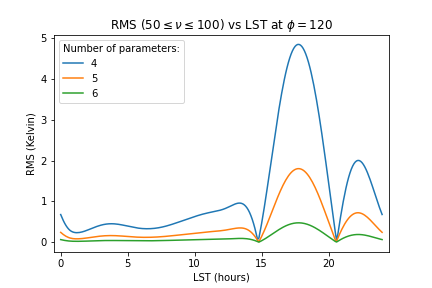 RMS (50 ≤ ν ≤ 100) vs LST at ϕ = 120
Number of parameters:
4
5
6
RMS (Kelvin)
5
4
3
2
1
0
0 5 10 15 20
LST (hours)